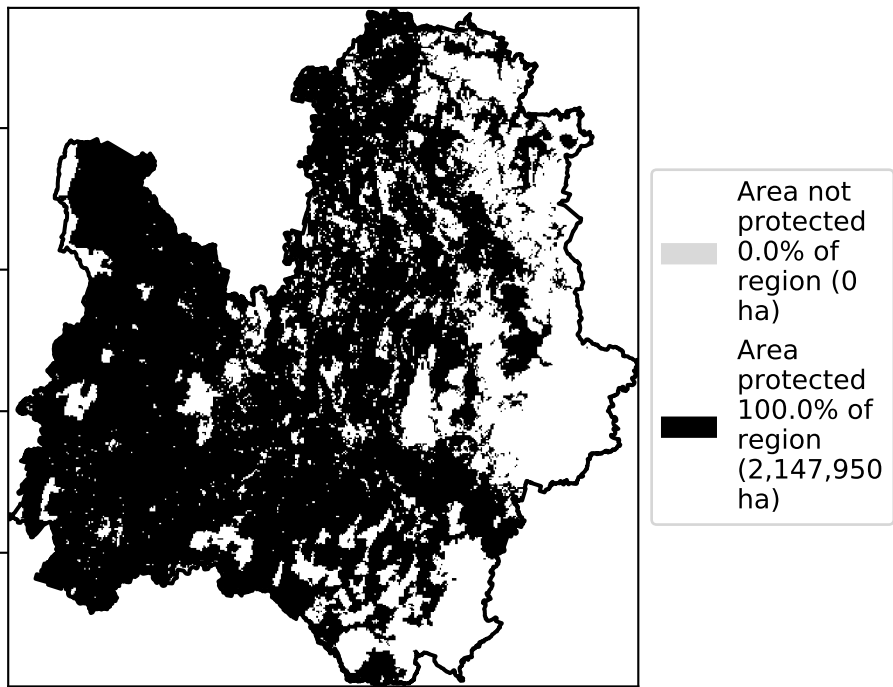 Area not
protected
0.0% of
region (0
ha)
Area
protected
100.0% of
region
(2,147,950
ha)